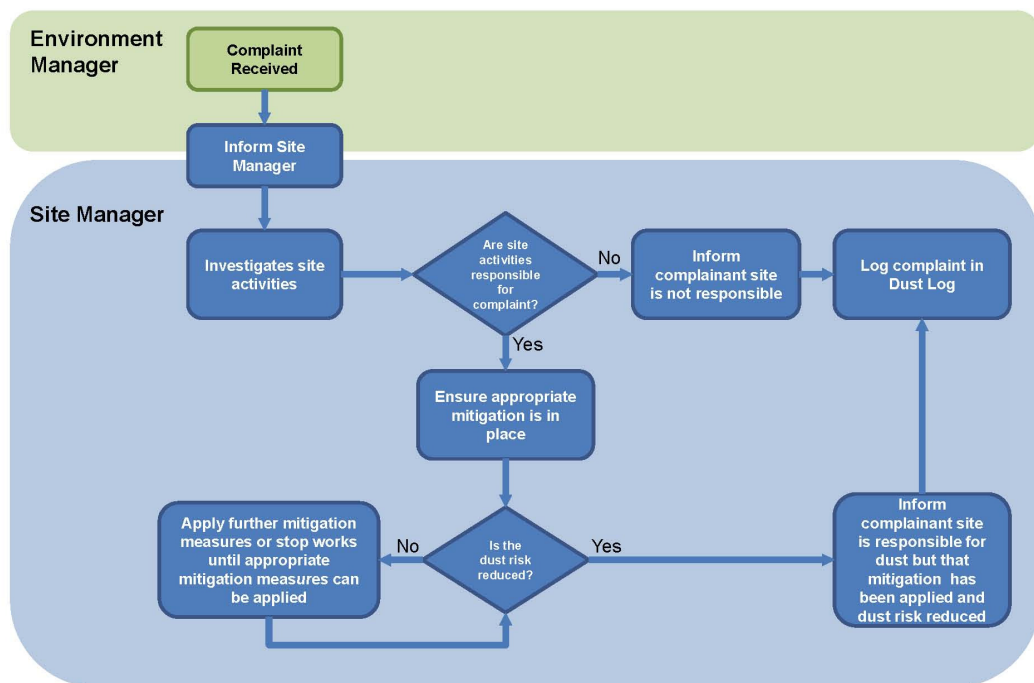 Environment
Manager
Complaint
Received
Inform Site
Manager
Site Manager
Investigates site
activities
Are site
activities
responsible
for
complaint?
No
Inform
complainant site
is not responsible
Log complaint in
Dust Log
Yes
Ensure appropriate
mitigation is in
place
Apply further mitigation
measures or stop works
until appropriate
mitigation measures can
be applied
No
Is the
dust risk
reduced?
Yes
Inform
complainant site
is responsible for
dust but that
mitigation has
been applied and
dust risk reduced